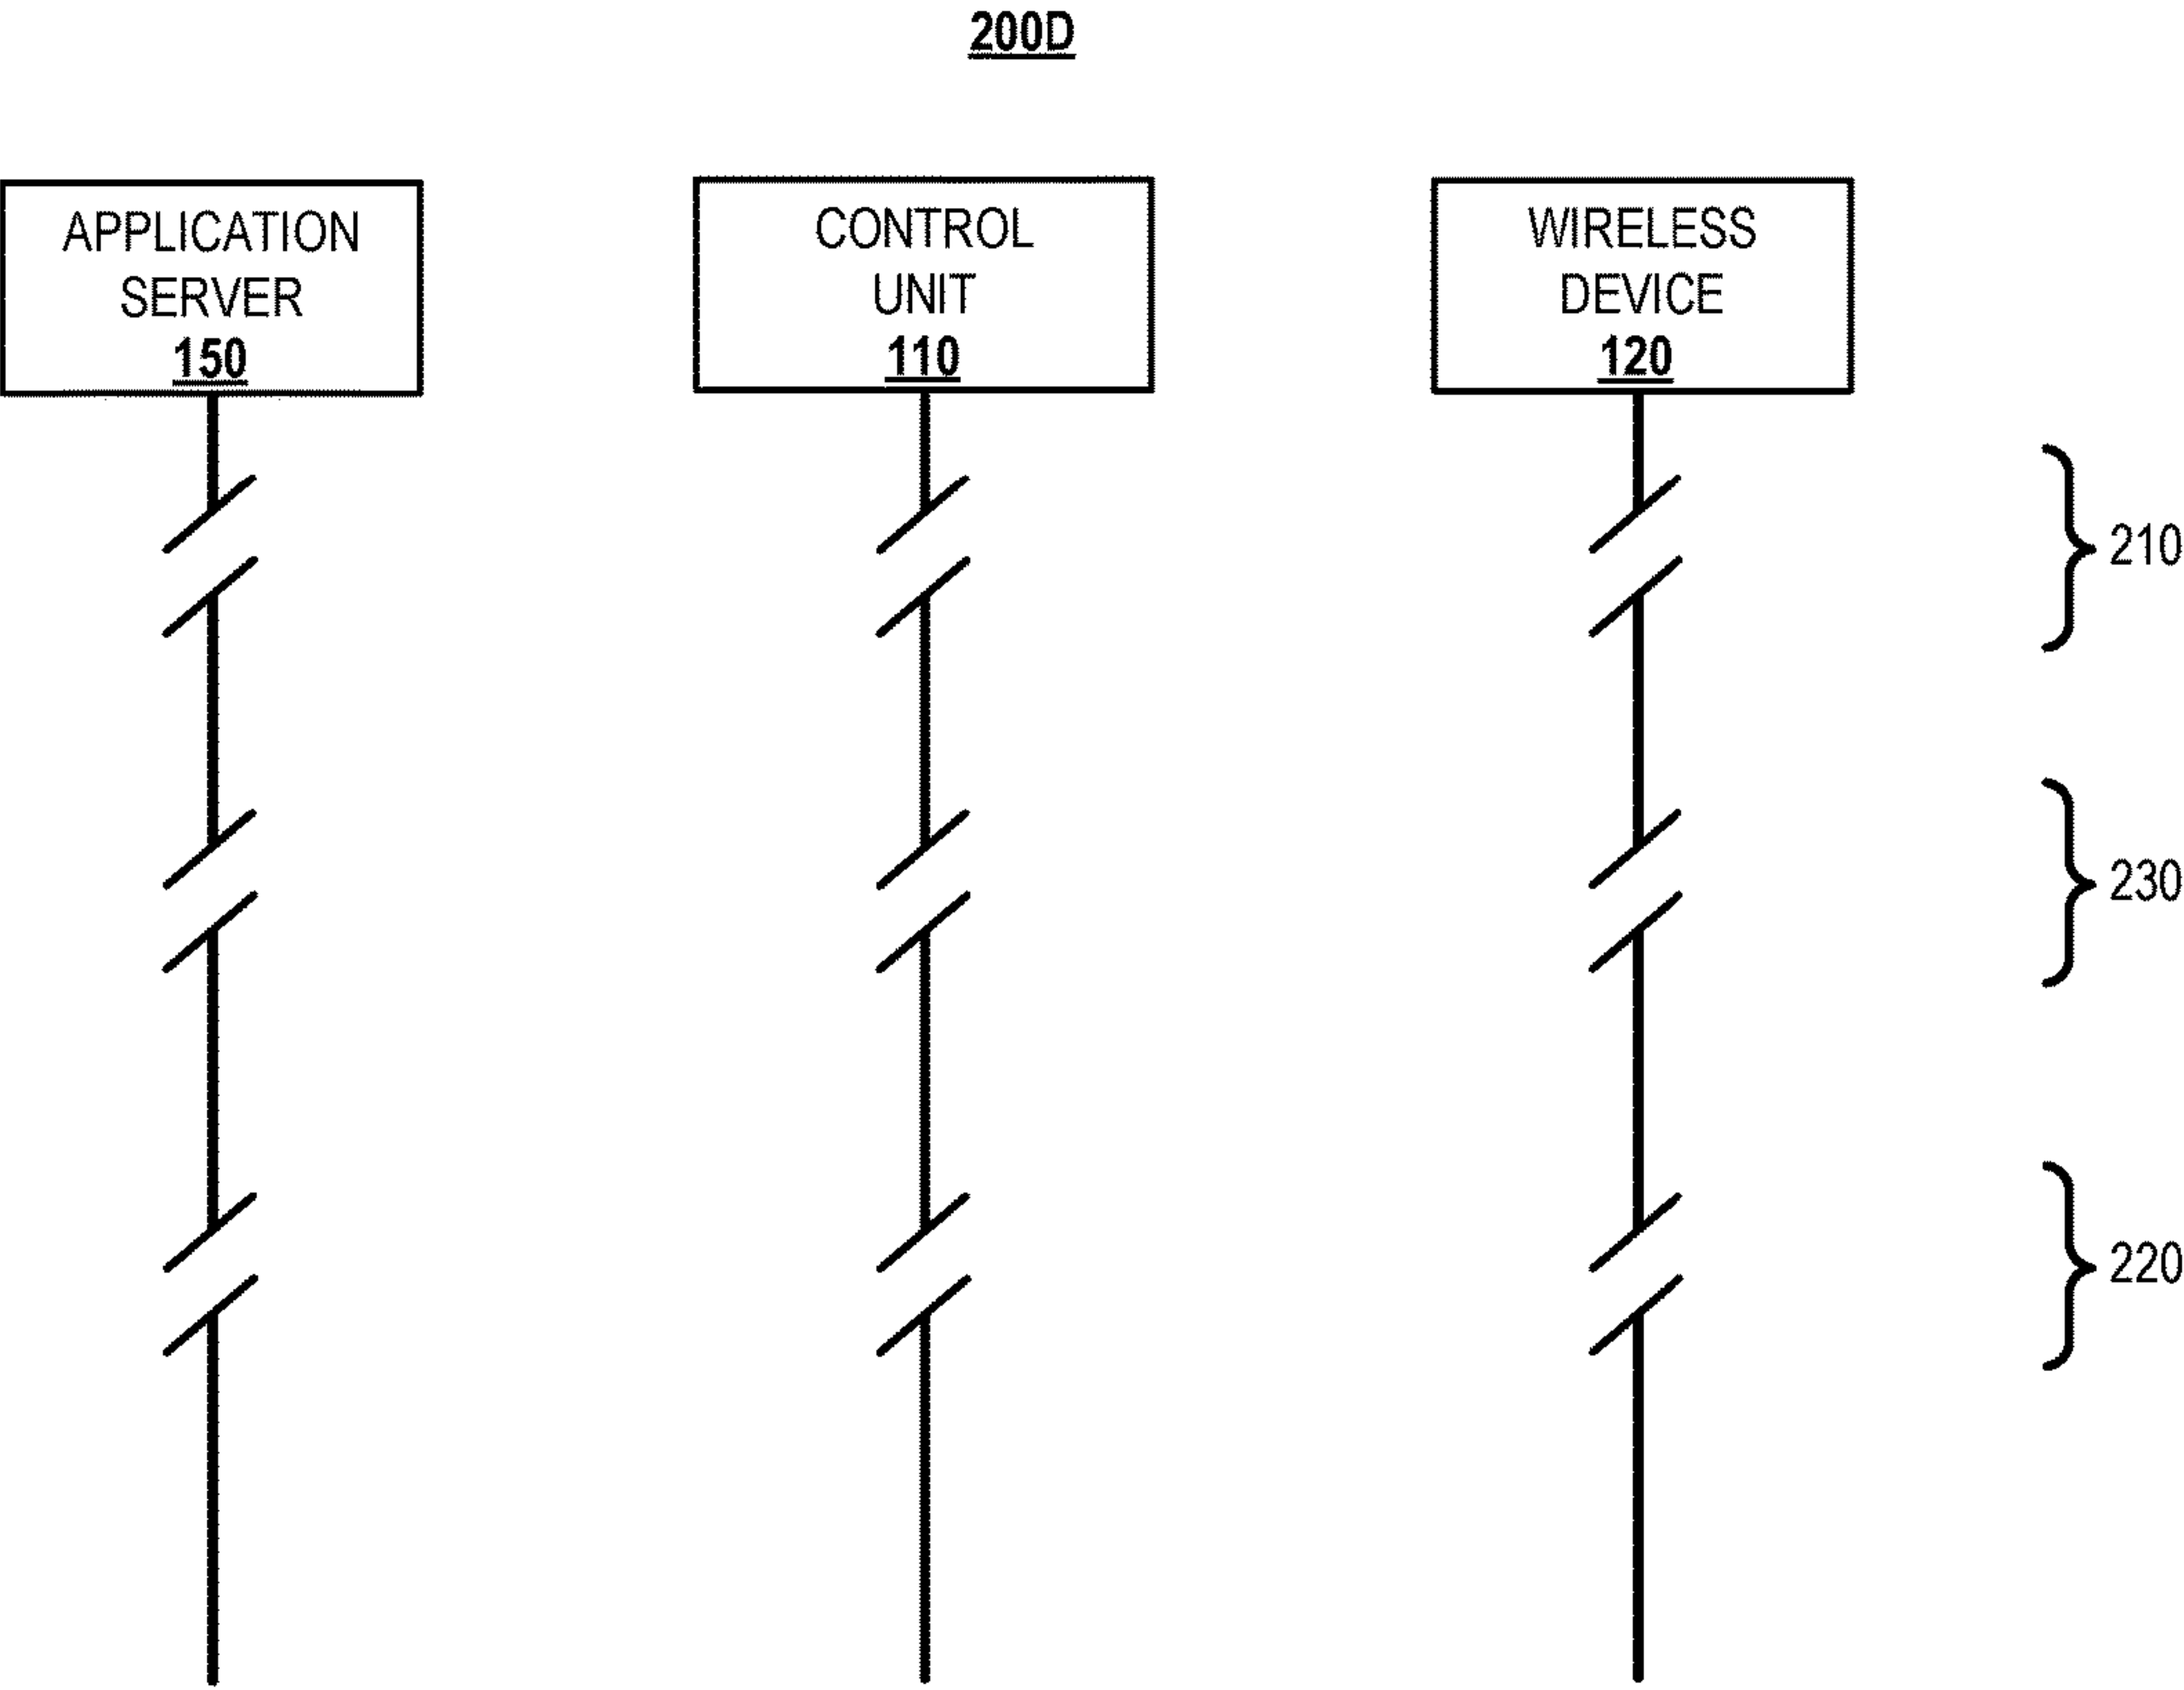 200D
APPLICATION
SERVER
150
CONTROL
UNIT
110
WIRELESS
DEVICE
120
210
230
220